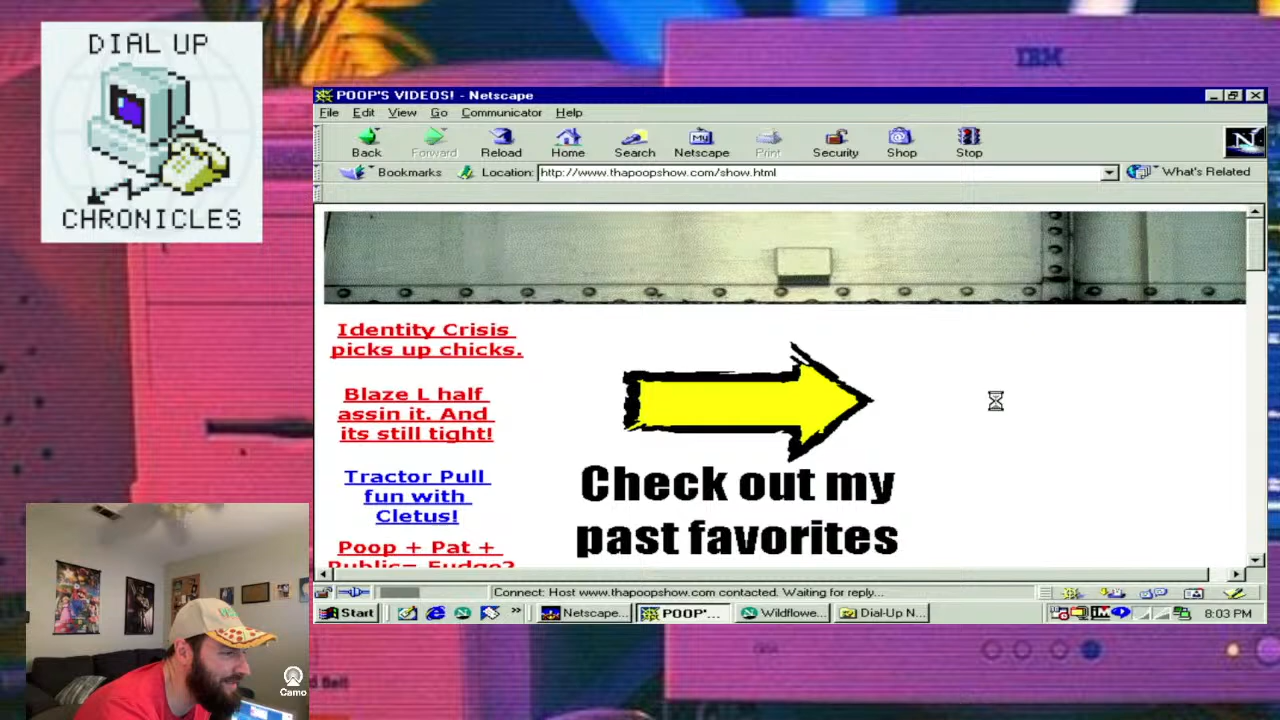 DIAL UP
CHRONICLES
IBM
POOP'S VIDEOS! - Netscape
File Edit View Go Communicator Help
Back Forward Reload Home Search Netscape Print Security Shop Stop
My
N
Bookmarks Location: http://www.thapoopshow.com/show.html What's Related
Identity Crisis
picks up chicks.
Blaze L half
assin it. And
its still tight!
Tractor Pull
fun with
Cletus!
Poop + Pat +
Public= Fudge?
Check out my
past favorites
Connect: Host www.thapoopshow.com contacted. Waiting for reply...
Start Netscape... POOP'... Wildflowe... Dial-Up N... 8:03 PM
Camo